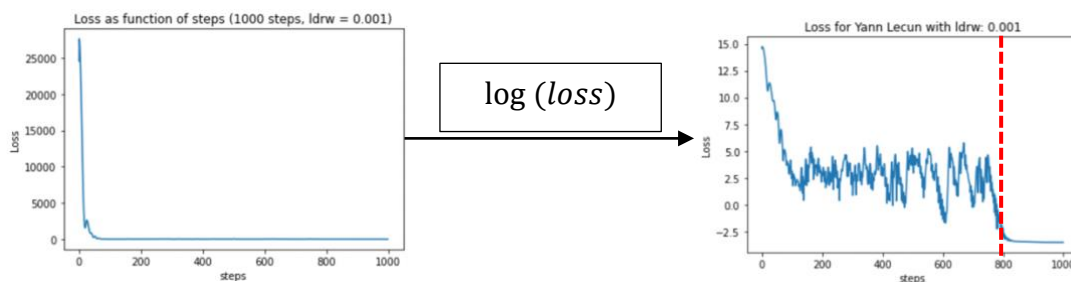 Loss as function of steps (1000 steps, ldrw = 0.001)
25000
20000
15000
10000
5000
0
Loss
0 200 400 600 800 1000
steps
log (loss)
Loss for Yann Lecun with ldrw: 0.001
15.0
12.5
10.0
7.5
5.0
2.5
0.0
−2.5
Loss
0 200 400 600 800 1000
steps